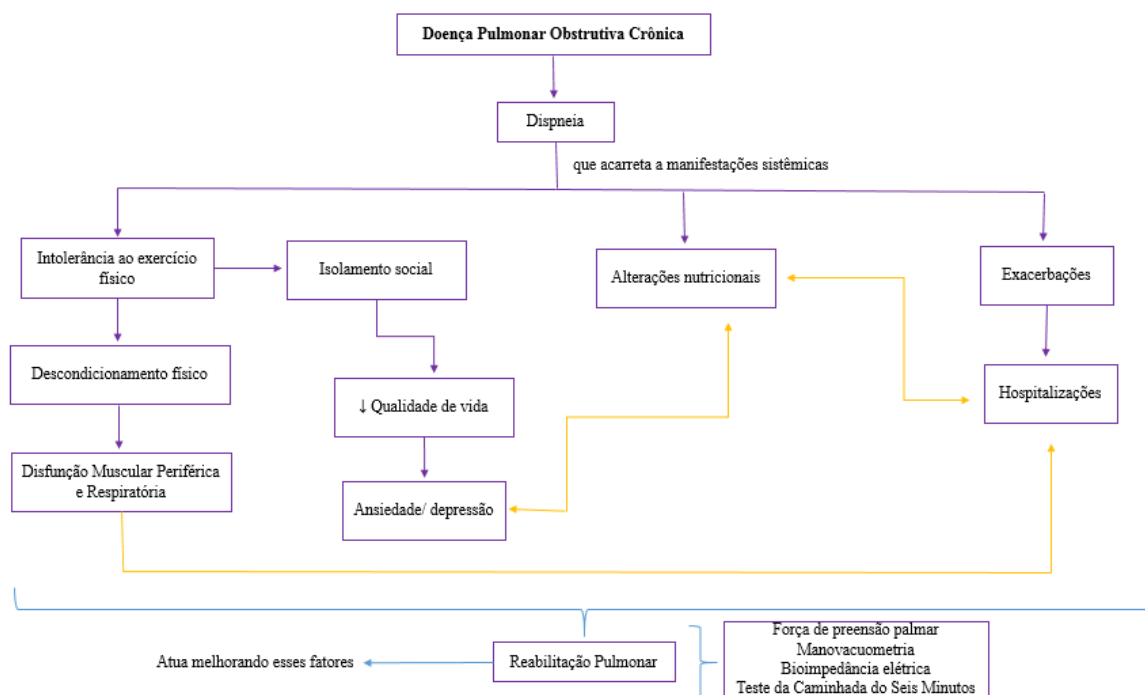 Doença Pulmonar Obstrutiva Crônica
Dispneia
que acarreta a manifestações sistêmicas
Intolerância ao exercício
físico
Isolamento social
Alterações nutricionais
Exacerbações
Descondicionamento físico
↓ Qualidade de vida
Hospitalizações
Disfunção Muscular Periférica
e Respiratória
Ansiedade/ depressão
Atua melhorando esses fatores
Reabilitação Pulmonar
Força de preensão palmar
Manovacuometria
Bioimpedância elétrica
Teste da Caminhada do Seis Minutos